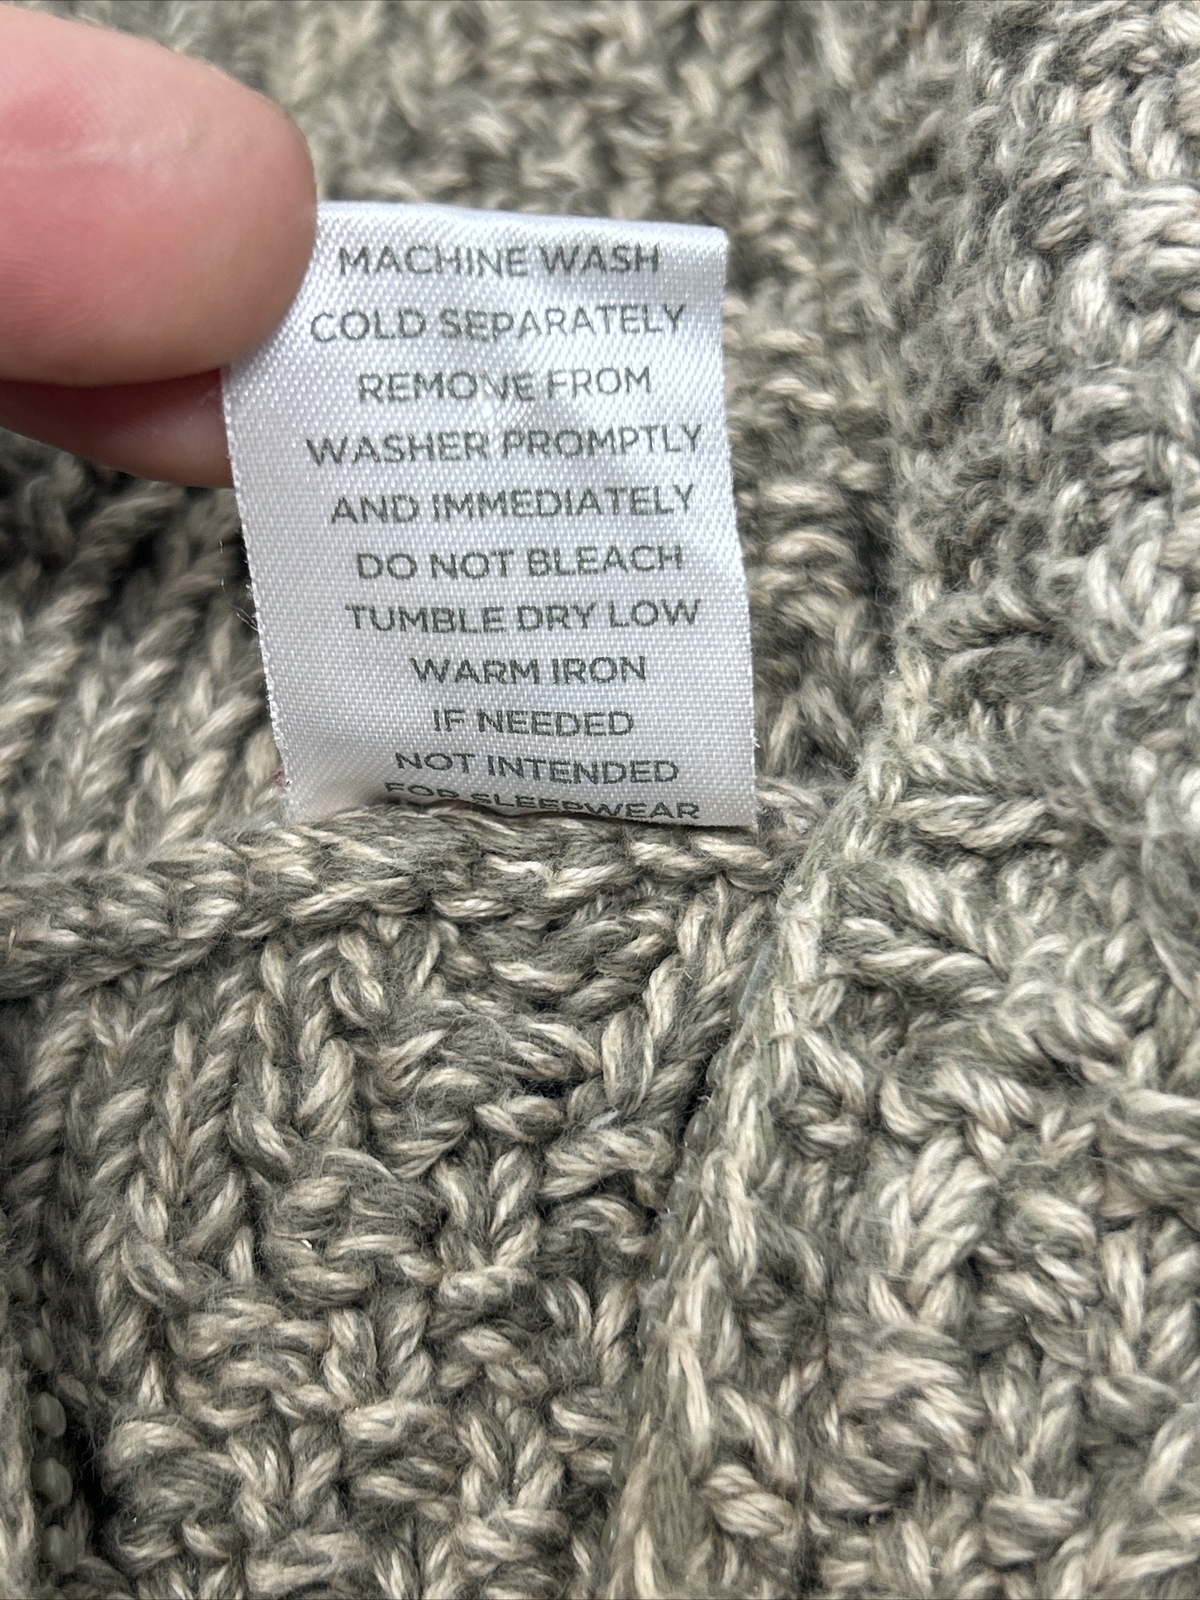 MACHINE WASH
COLD SEPARATELY
REMOVE FROM
WASHER PROMPTLY
AND IMMEDIATELY
DO NOT BLEACH
TUMBLE DRY LOW
WARM IRON
IF NEEDED
NOT INTENDED
FOR SLEEPWEAR